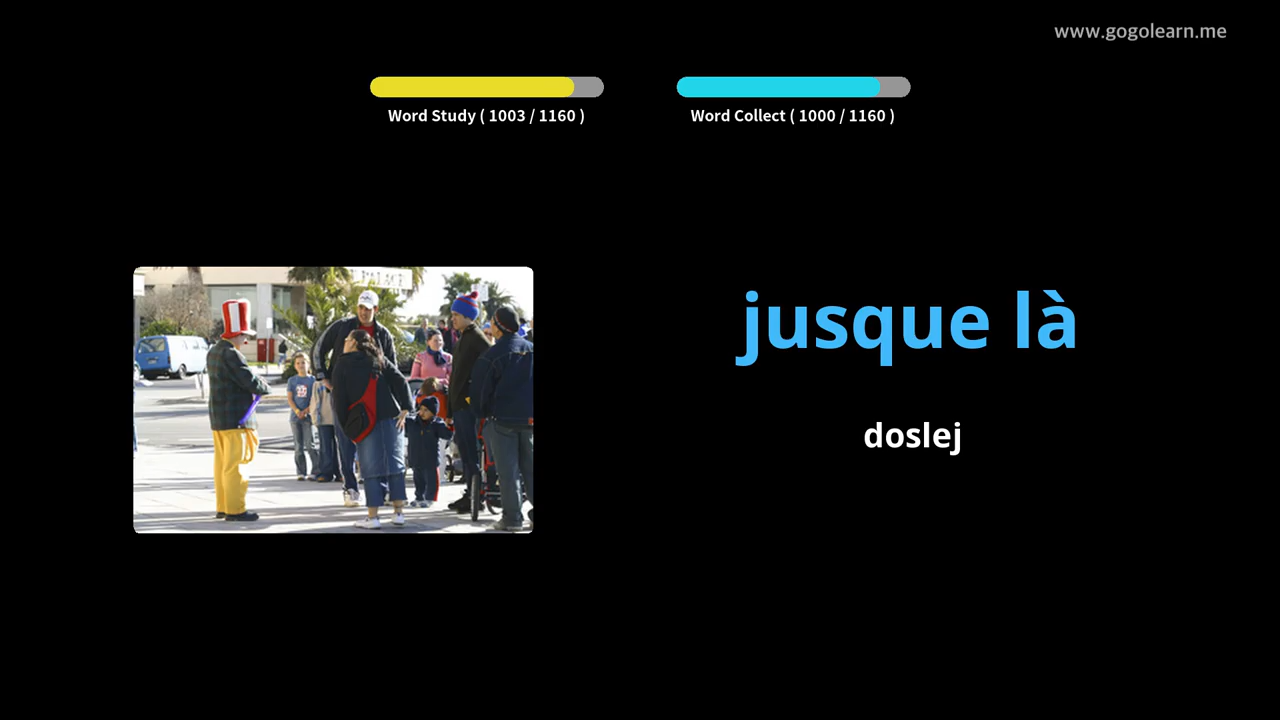 www.gogolearn.me
Word Study ( 1003 / 1160 )
Word Collect ( 1000 / 1160 )
jusque là
doslej